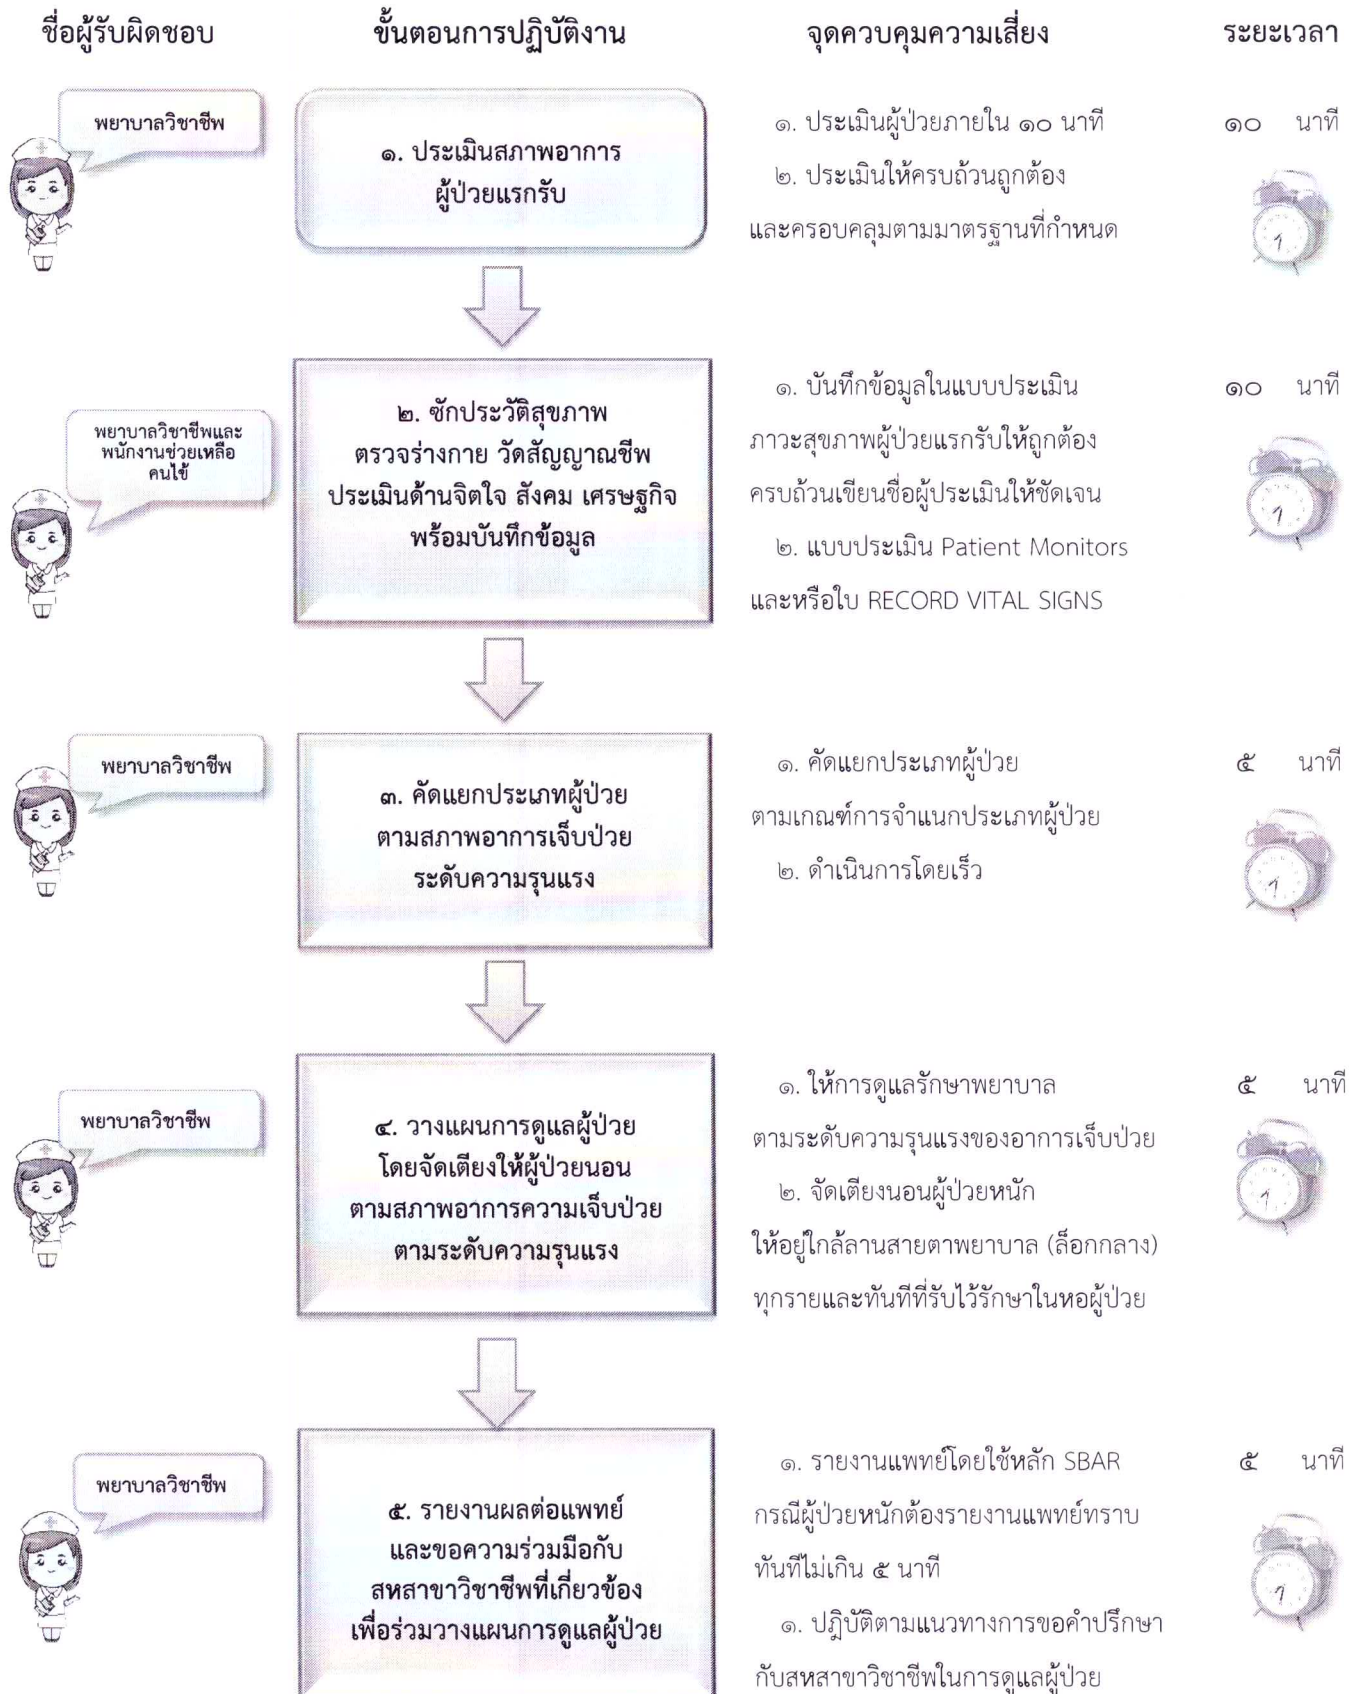 ชื่อผู้รับผิดชอบ ขั้นตอนการปฏิบัติงาน จุดควบคุมความเสี่ยง ระยะเวลา
พยาบาลวิชาชีพ
๑. ประเมินสภาพอาการ
ผู้ป่วยแรกรับ
๑. ประเมินผู้ป่วยภายใน ๑๐ นาที
๒. ประเมินให้ครบถ้วนถูกต้อง
และครอบคลุมตามมาตรฐานที่กำหนด
๑๐ นาที
พยาบาลวิชาชีพและ
พนักงานช่วยเหลือ
คนไข้
๒. ซักประวัติสุขภาพ
ตรวจร่างกาย วัดสัญญาณชีพ
ประเมินด้านจิตใจ สังคม เศรษฐกิจ
พร้อมบันทึกข้อมูล
๑. บันทึกข้อมูลในแบบประเมิน
ภาวะสุขภาพผู้ป่วยแรกรับให้ถูกต้อง
ครบถ้วนเขียนชื่อผู้ประเมินให้ชัดเจน
๒. แบบประเมิน Patient Monitors
และหรือใบ RECORD VITAL SIGNS
๑๐ นาที
พยาบาลวิชาชีพ
๓. คัดแยกประเภทผู้ป่วย
ตามสภาพอาการเจ็บป่วย
ระดับความรุนแรง
๑. คัดแยกประเภทผู้ป่วย
ตามเกณฑ์การจำแนกประเภทผู้ป่วย
๒. ดำเนินการโดยเร็ว
๕ นาที
พยาบาลวิชาชีพ
๔. วางแผนการดูแลผู้ป่วย
โดยจัดเตียงให้ผู้ป่วยนอน
ตามสภาพอาการความเจ็บป่วย
ตามระดับความรุนแรง
๑. ให้การดูแลรักษาพยาบาล
ตามระดับความรุนแรงของอาการเจ็บป่วย
๒. จัดเตียงนอนผู้ป่วยหนัก
ให้อยู่ใกล้ลานสายตาพยาบาล (ล็อกกลาง)
ทุกรายและทันทีที่รับไว้รักษาในหอผู้ป่วย
๕ นาที
พยาบาลวิชาชีพ
๕. รายงานผลต่อแพทย์
และขอความร่วมมือกับ
สหสาขาวิชาชีพที่เกี่ยวข้อง
เพื่อร่วมวางแผนการดูแลผู้ป่วย
๑. รายงานแพทย์โดยใช้หลัก SBAR
กรณีผู้ป่วยหนักต้องรายงานแพทย์ทราบ
ทันทีไม่เกิน ๕ นาที
๑. ปฎิบัติตามแนวทางการขอคำปรึกษา
กับสหสาขาวิชาชีพในการดูแลผู้ป่วย
๕ นาที